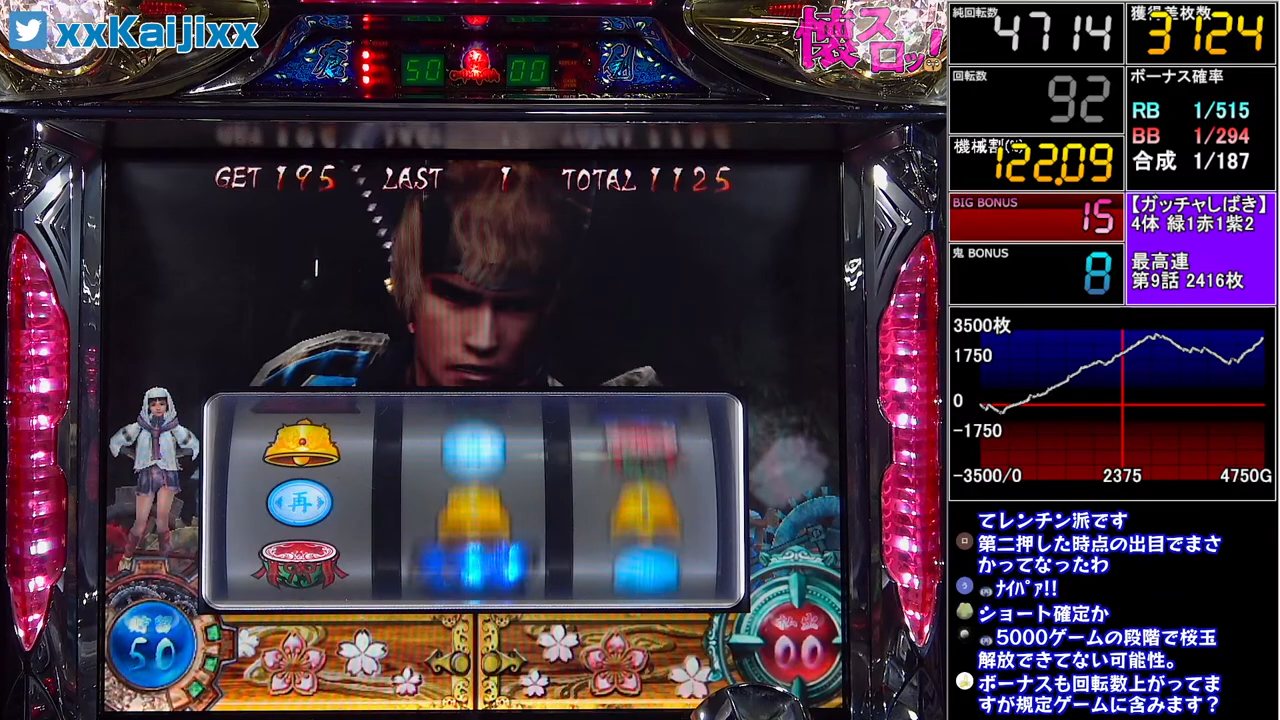 xxKaijixx
懐スロッ!
50
00
GET 195 LAST 1 TOTAL 1125
再
50
00
純回転数
4714
獲得差枚数
3124
回転数
92
機械割(%)
122.09
ボーナス確率
RB 1/515
BB 1/294
合成 1/187
BIG BONUS
15
鬼 BONUS
8
【ガッチャしばき】
4体 緑1赤1紫2
最高連
第9話 2416枚
3500枚
1750
0
-1750
-3500/0
2375
4750G
てレンチン派です
第二押した時点の出目でまさ
かってなったわ
ﾅｲﾊﾟｧ!!
ショート確定か
5000ゲームの段階で桜玉
解放できてない可能性。
ボーナスも回転数上がってま
すが規定ゲームに含みます？